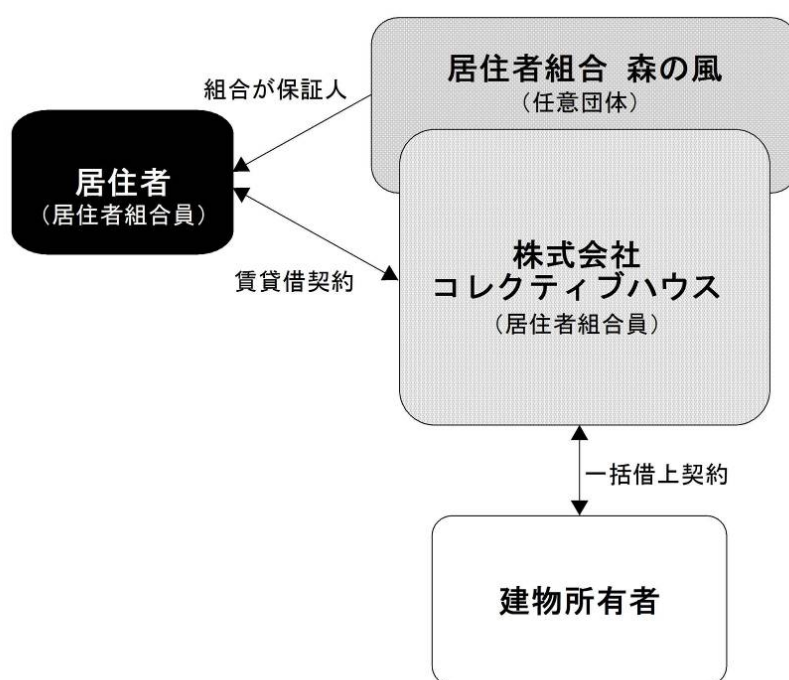 居住者組合 森の風
（任意団体）
組合が保証人
居住者
（居住者組合員）
株式会社
コレクティブハウス
（居住者組合員）
賃貸借契約
一括借上契約
建物所有者